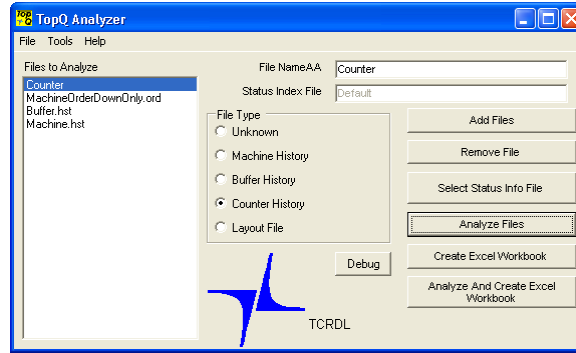 TopQ TopQ Analyzer
File Tools Help
Files to Analyze
Counter
MachineOrderDownOnly.ord
Buffer.hst
Machine.hst
File NameAA Counter
Status Index File Default
File Type
Unknown
Machine History
Buffer History
Counter History
Layout File
Add Files
Remove File
Select Status Info File
Analyze Files
Create Excel Workbook
Analyze And Create Excel
Workbook
Debug
TCRDL